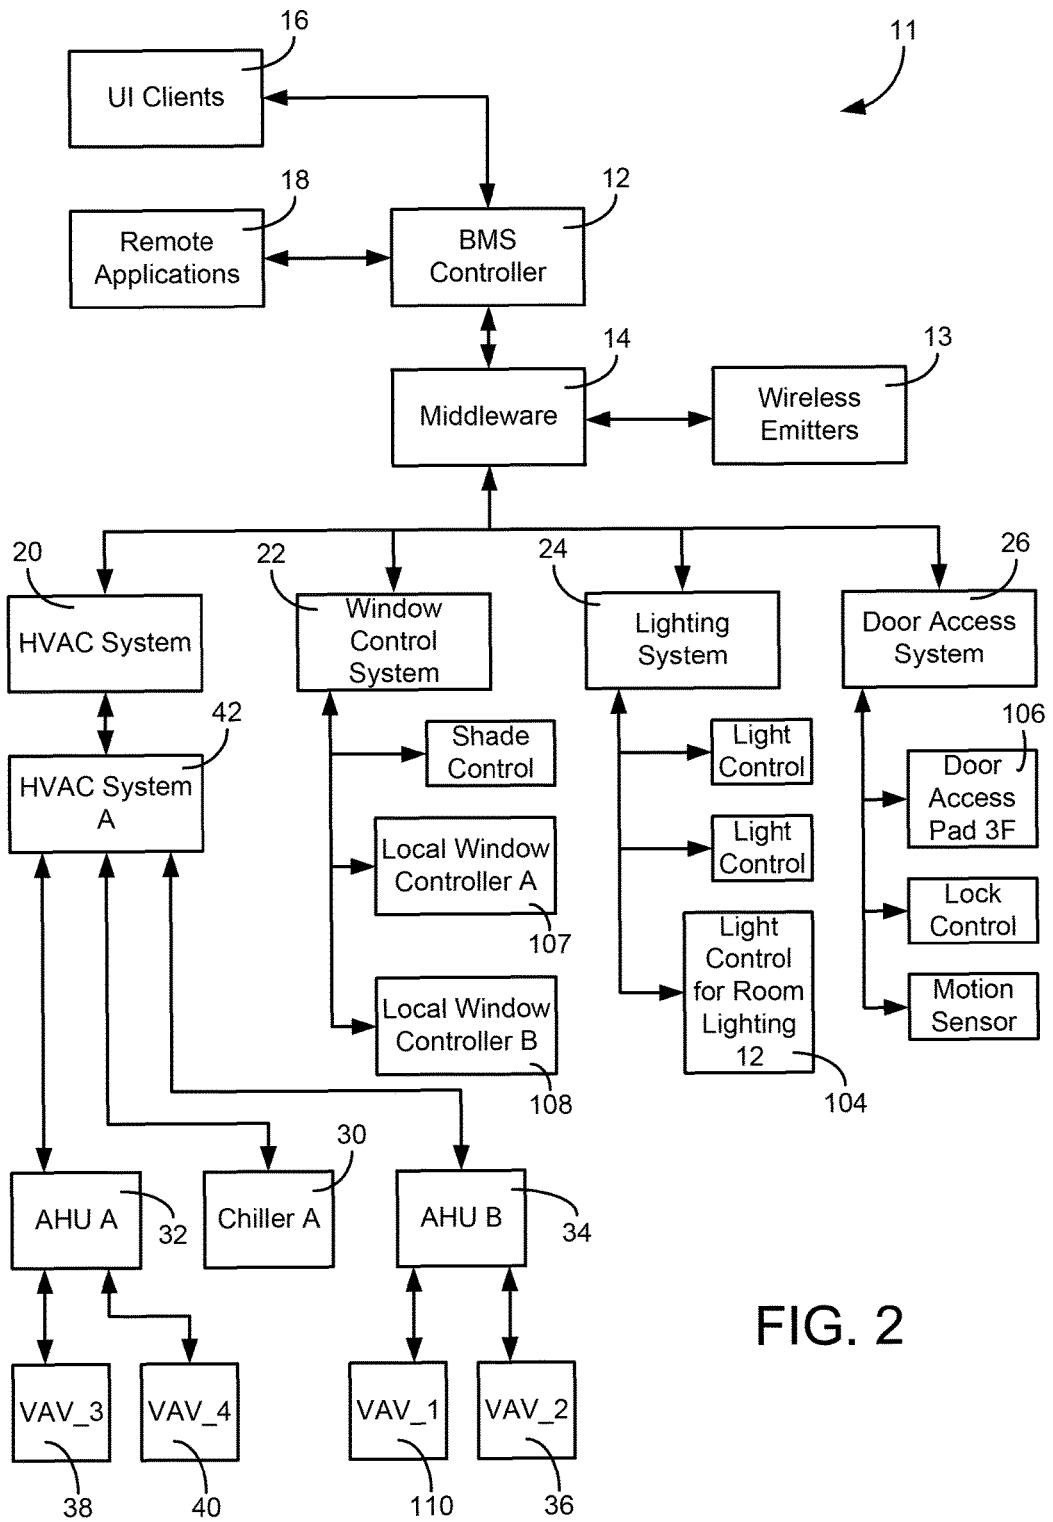 16
11
UI Clients
18
12
Remote
Applications
BMS
Controller
14
13
Middleware
Wireless
Emitters
20
22
24
26
HVAC System
Window
Control
System
Lighting
System
Door Access
System
42
HVAC System
A
Shade
Control
Local Window
Controller A
107
Local Window
Controller B
108
Light
Control
Light
Control
Light
Control
for Room
Lighting
12
104
106
Door
Access
Pad 3F
Lock
Control
Motion
Sensor
AHU A
32
30
Chiller A
AHU B
34
FIG. 2
VAV_3
VAV_4
VAV_1
VAV_2
38
40
110
36